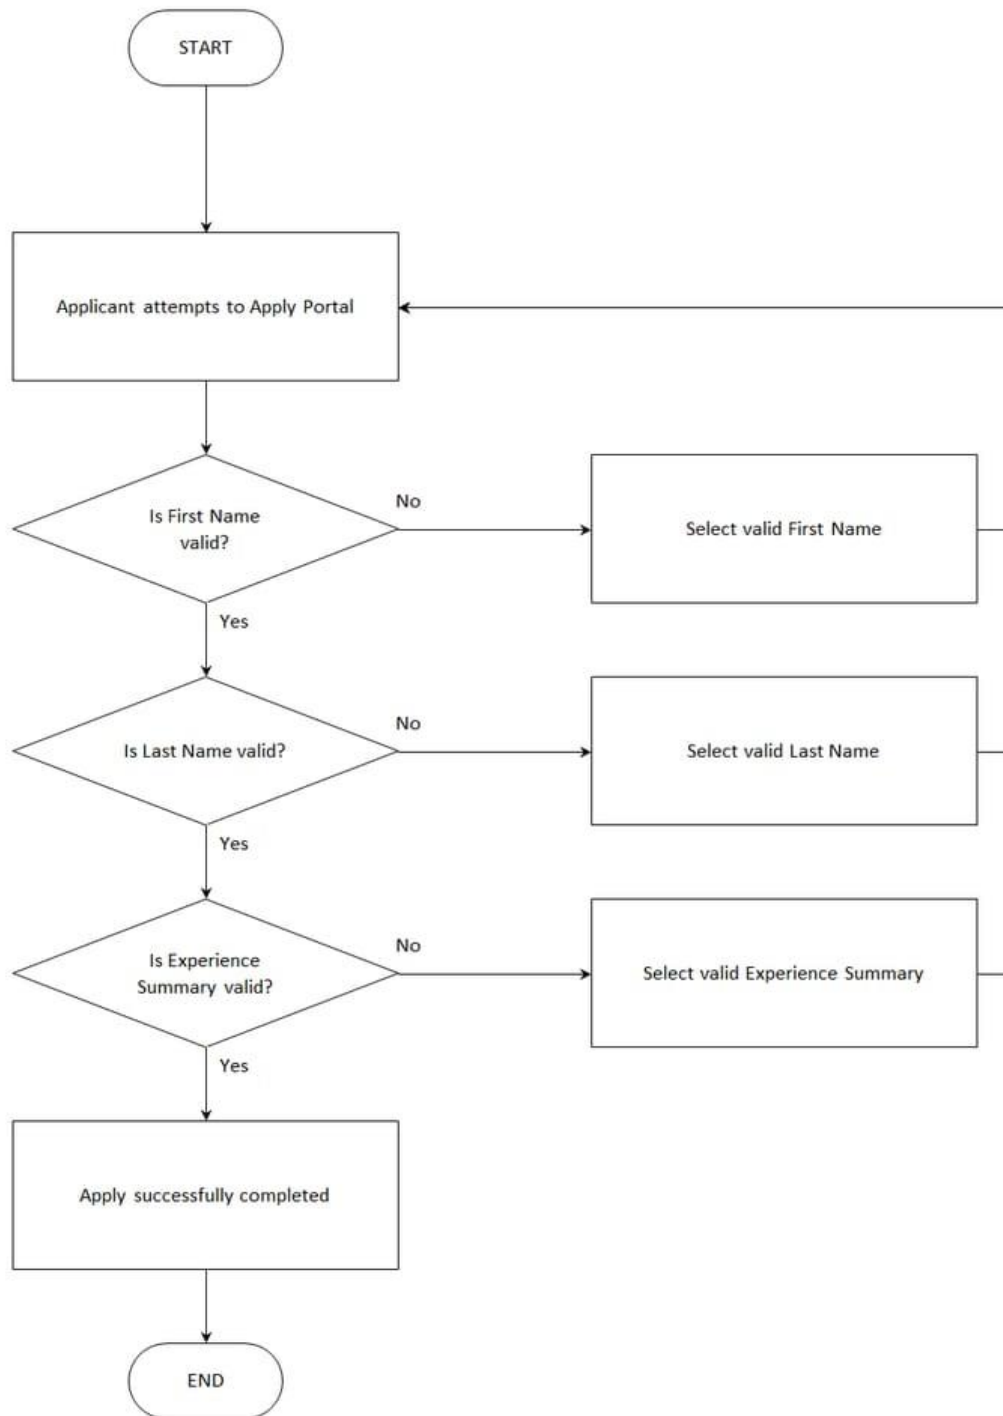 START
Applicant attempts to Apply Portal
Is First Name
valid?
No
Select valid First Name
Yes
Is Last Name valid?
No
Select valid Last Name
Yes
Is Experience
Summary valid?
No
Select valid Experience Summary
Yes
Apply successfully completed
END